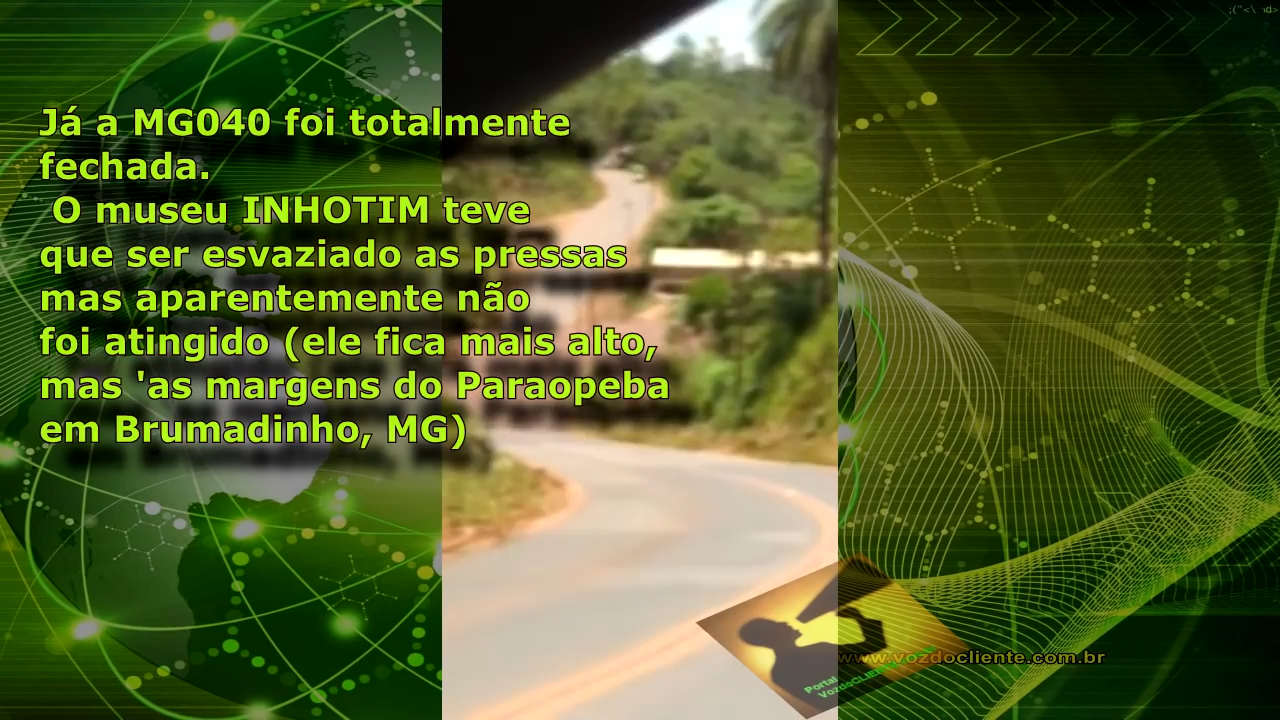 Já a MG040 foi totalmente
fechada.
O museu INHOTIM teve
que ser esvaziado as pressas
mas aparentemente não
foi atingido (ele fica mais alto,
mas 'as margens do Paraopeba
em Brumadinho, MG)
www.vozdocliente.com.br
Portal